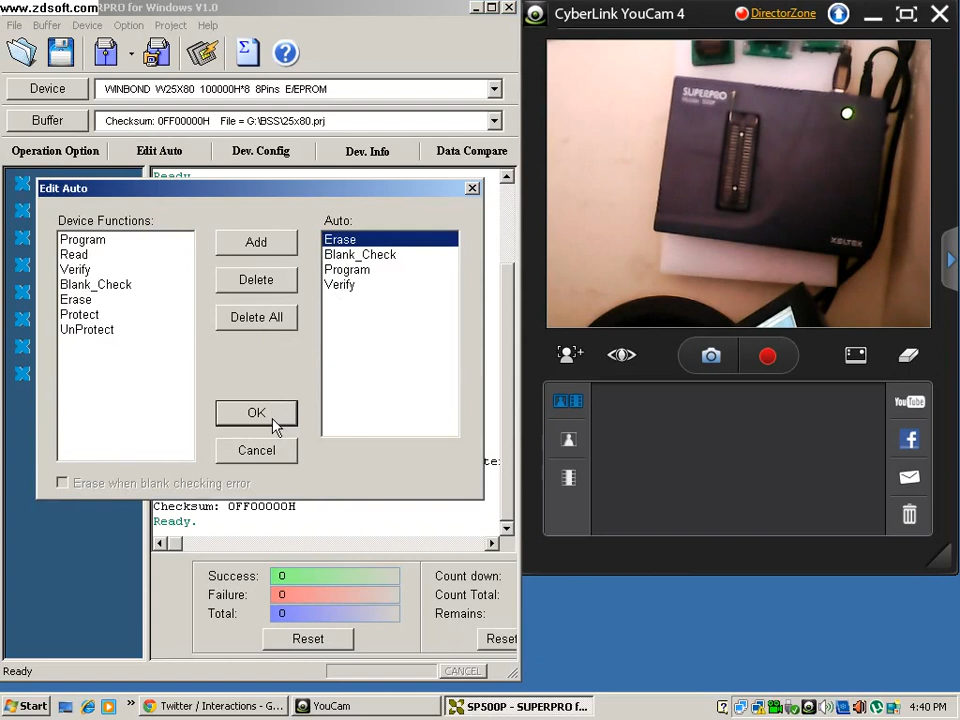 www.zdsoft.com RPRO for Windows V1.0
File Buffer Device Option Project Help
Device
WINBOND W25X80 100000H*8 8Pins E/EPROM
Buffer
Checksum: 0FF00000H File = G:\BSS\25x80.prj
Operation Option
Edit Auto
Dev. Config
Dev. Info
Data Compare
Ready.
Edit Auto
Device Functions:
Program
Read
Verify
Blank_Check
Erase
Protect
UnProtect
Add
Delete
Delete All
OK
Cancel
Auto:
Erase
Blank_Check
Program
Verify
Erase when blank checking error
Checksum: 0FF00000H
Ready.
Success: 0
Failure: 0
Total: 0
Reset
Count down:
Count Total:
Remains:
Reset
Ready
CANCEL
CyberLink YouCam 4
DirectorZone
SUPERPRO
XELTEK
YouTube
Start
Twitter / Interactions - G...
YouCam
SP500P - SUPERPRO f...
4:40 PM